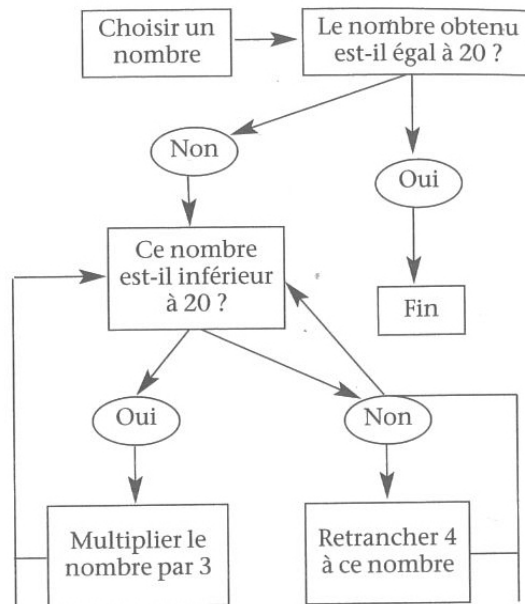 Choisir un
nombre
Le nombre obtenu
est-il égal à 20 ?
Non
Oui
Ce nombre
est-il inférieur
à 20 ?
Fin
Oui
Non
Multiplier le
nombre par 3
Retrancher 4
à ce nombre